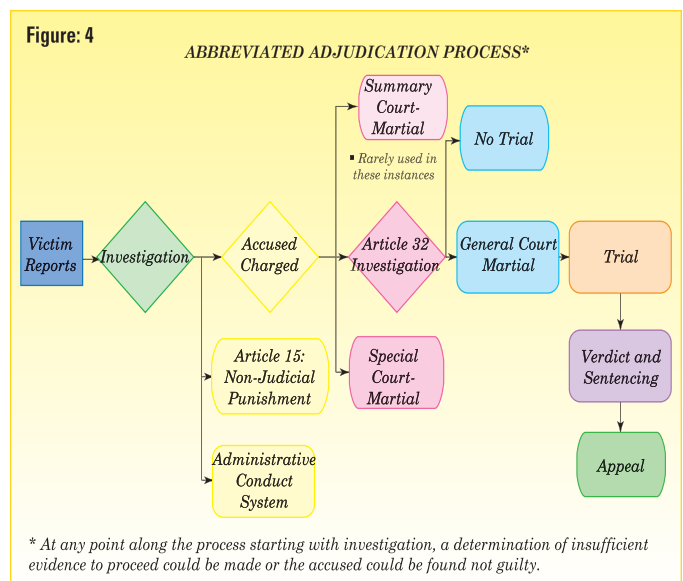 Figure: 4
ABBREVIATED ADJUDICATION PROCESS*
Summary
Court-
Martial
▪ Rarely used in
these instances
No Trial
Victim
Reports
Investigation
Accused
Charged
Article 32
Investigation
General Court
Martial
Trial
Article 15:
Non-Judicial
Punishment
Special
Court-
Martial
Verdict and
Sentencing
Administrative
Conduct
System
Appeal
* At any point along the process starting with investigation, a determination of insufficient
evidence to proceed could be made or the accused could be found not guilty.